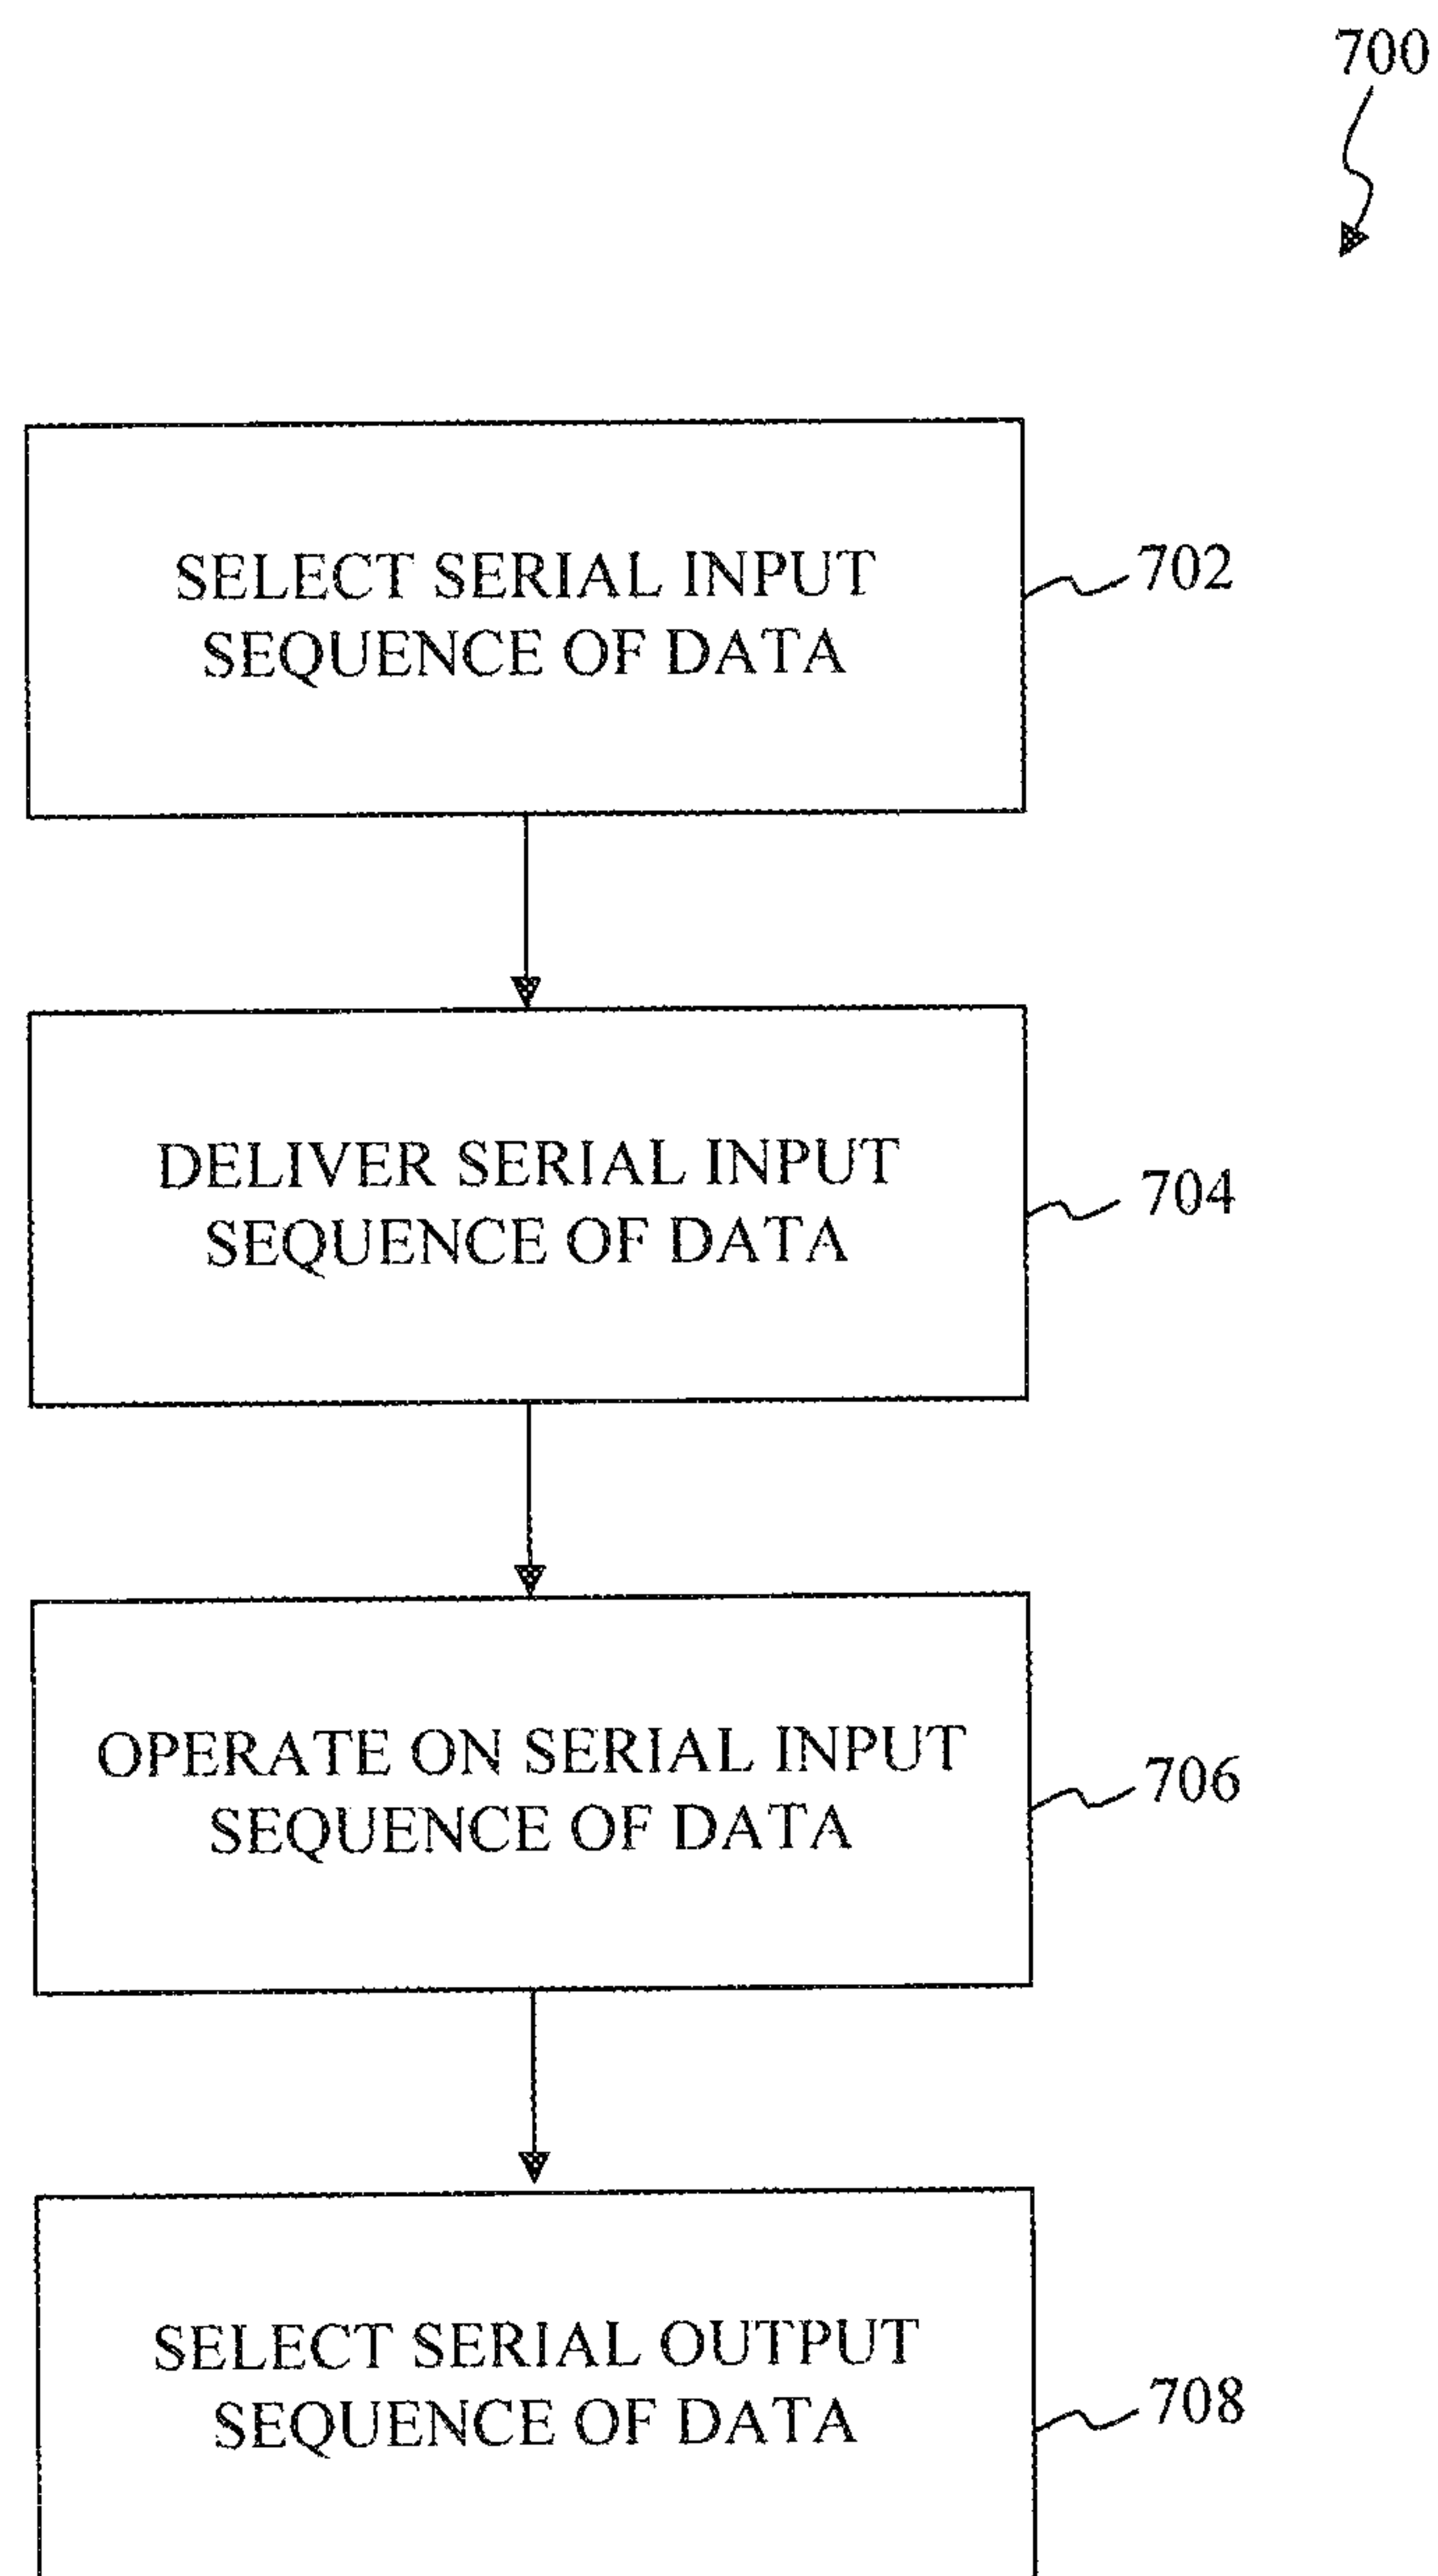 700
SELECT SERIAL INPUT
SEQUENCE OF DATA
702
DELIVER SERIAL INPUT
SEQUENCE OF DATA
704
OPERATE ON SERIAL INPUT
SEQUENCE OF DATA
706
SELECT SERIAL OUTPUT
SEQUENCE OF DATA
708